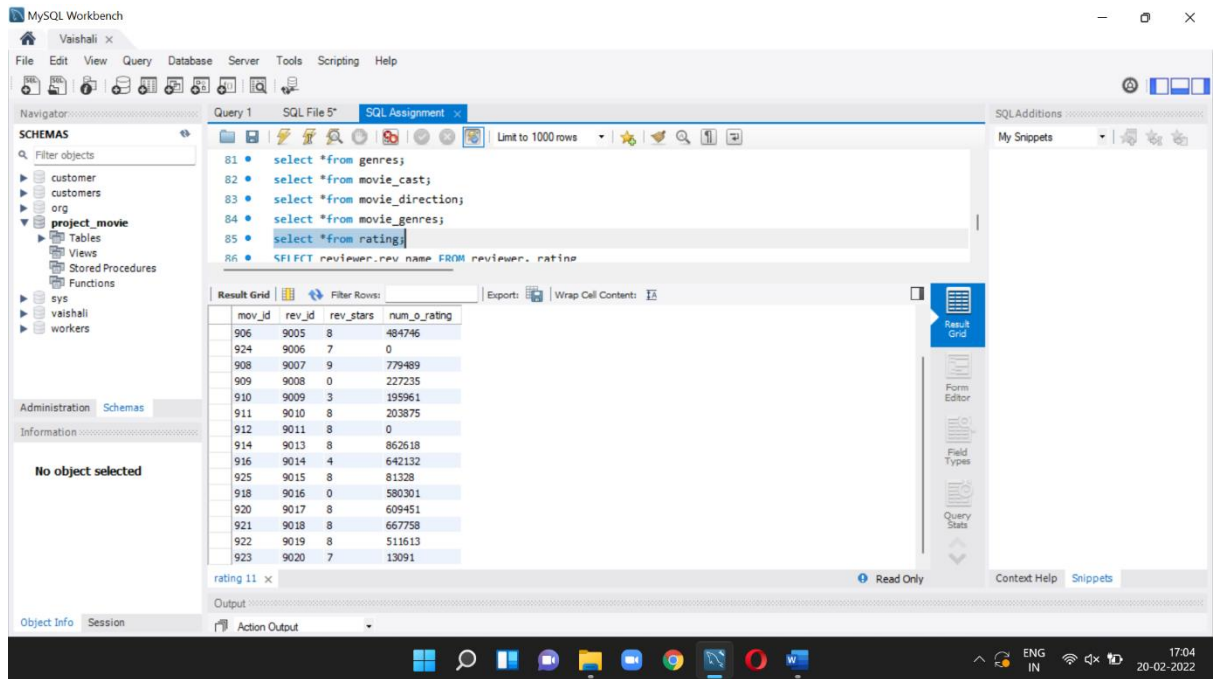 MySQL Workbench
Vaishali ×
File Edit View Query Database Server Tools Scripting Help
Navigator
SCHEMAS
Filter objects
customer
customers
org
project_movie
Tables
Views
Stored Procedures
Functions
sys
vaishali
workers
Administration Schemas
Information
No object selected
Object Info Session
Query 1 SQL File 5* SQL Assignment ×
Limit to 1000 rows
81 select *from genres;
82 select *from movie_cast;
83 select *from movie_direction;
84 select *from movie_genres;
85 select *from rating;
86 SELECT reviewer.rev_name FROM reviewer, rating
Result Grid Filter Rows: Export: Wrap Cell Content:
mov_id rev_id rev_stars num_o_rating
906 9005 8 484746
924 9006 7 0
908 9007 9 779489
909 9008 0 227235
910 9009 3 195961
911 9010 8 203875
912 9011 8 0
914 9013 8 862618
916 9014 4 642132
925 9015 8 81328
918 9016 0 580301
920 9017 8 609451
921 9018 8 667758
922 9019 8 511613
923 9020 7 13091
Result
Grid
Form
Editor
Field
Types
Query
Stats
rating 11 × Read Only
Output
Action Output
SQLAdditions
My Snippets
Context Help Snippets
ENG
IN
17:04
20-02-2022